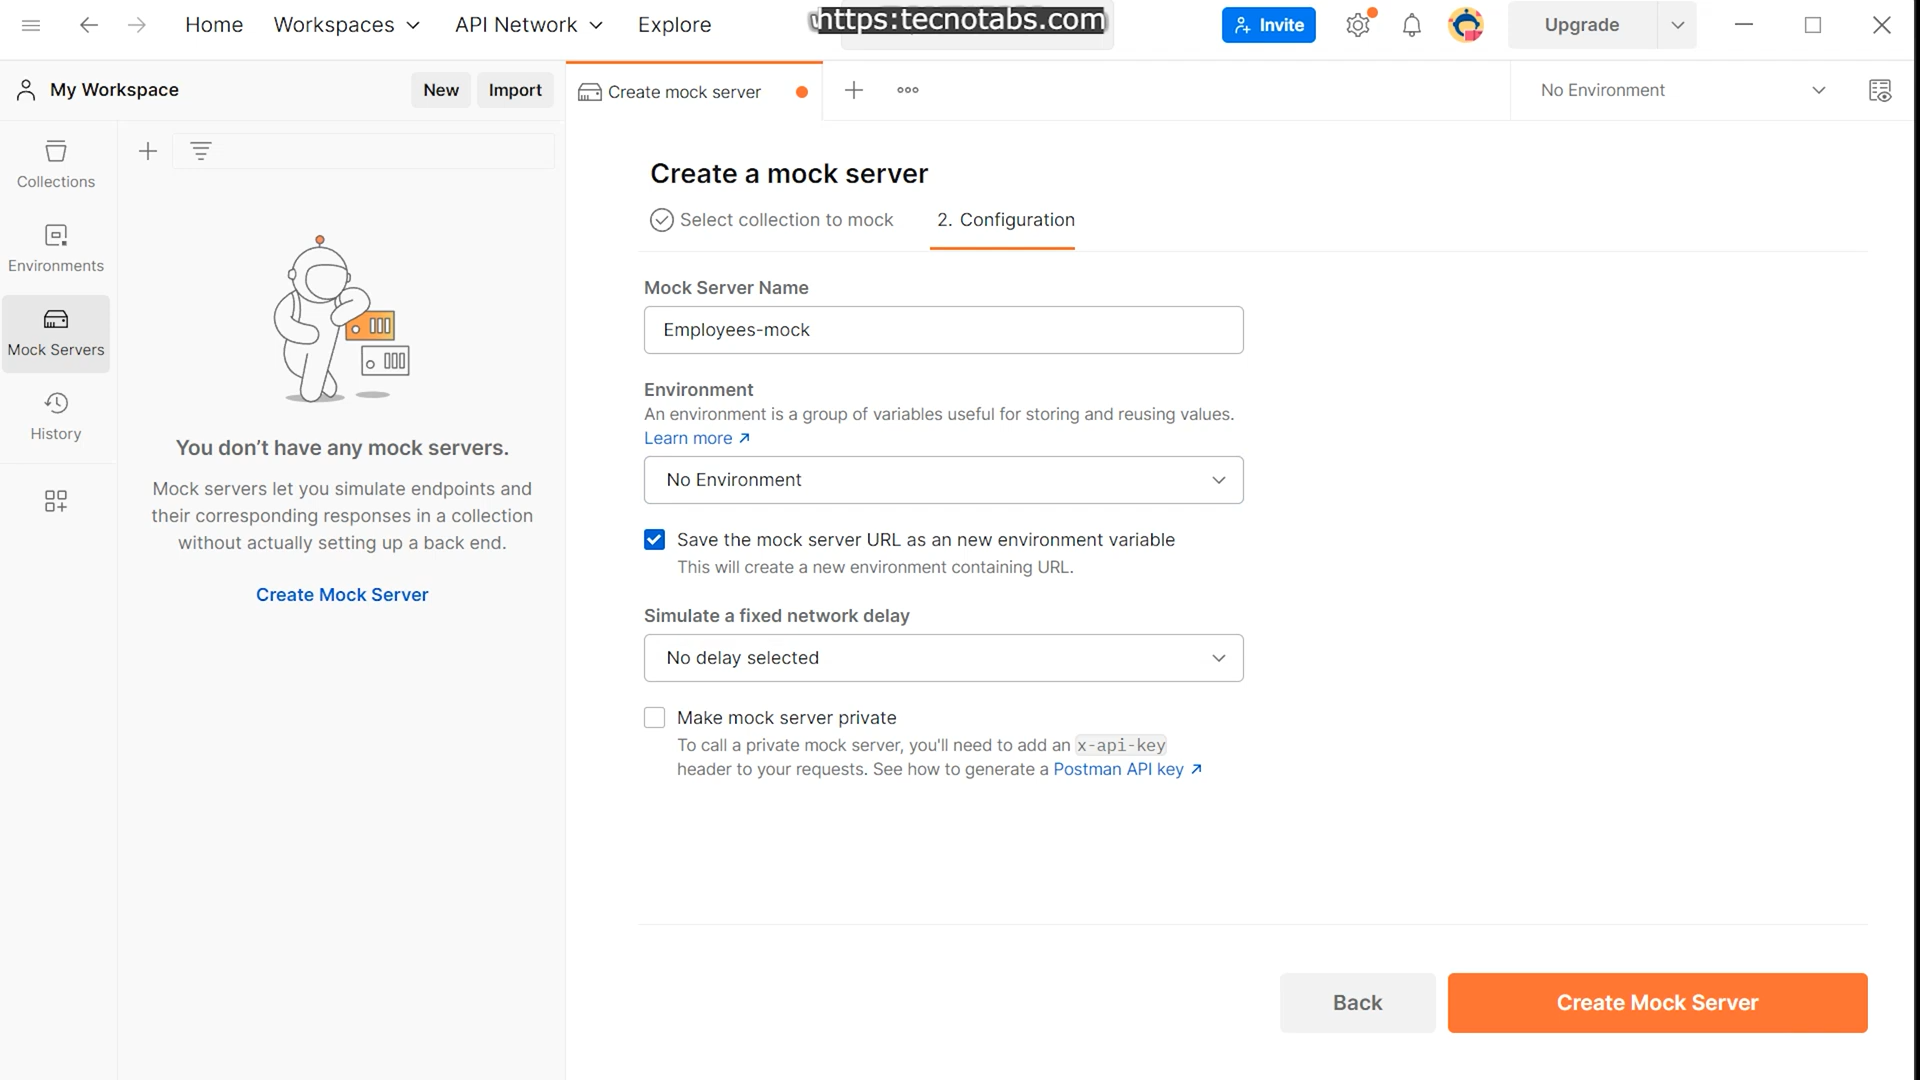 Home Workspaces API Network Explore https:tecnotabs.com Invite Upgrade
My Workspace New Import Create mock server No Environment
Collections
Environments
Mock Servers
History
You don’t have any mock servers.
Mock servers let you simulate endpoints and
their corresponding responses in a collection
without actually setting up a back end.
Create Mock Server
Create a mock server
Select collection to mock 2. Configuration
Mock Server Name
Employees-mock
Environment
An environment is a group of variables useful for storing and reusing values.
Learn more ↗
No Environment
Save the mock server URL as an new environment variable
This will create a new environment containing URL.
Simulate a fixed network delay
No delay selected
Make mock server private
To call a private mock server, you'll need to add an x-api-key
header to your requests. See how to generate a Postman API key ↗
Back Create Mock Server